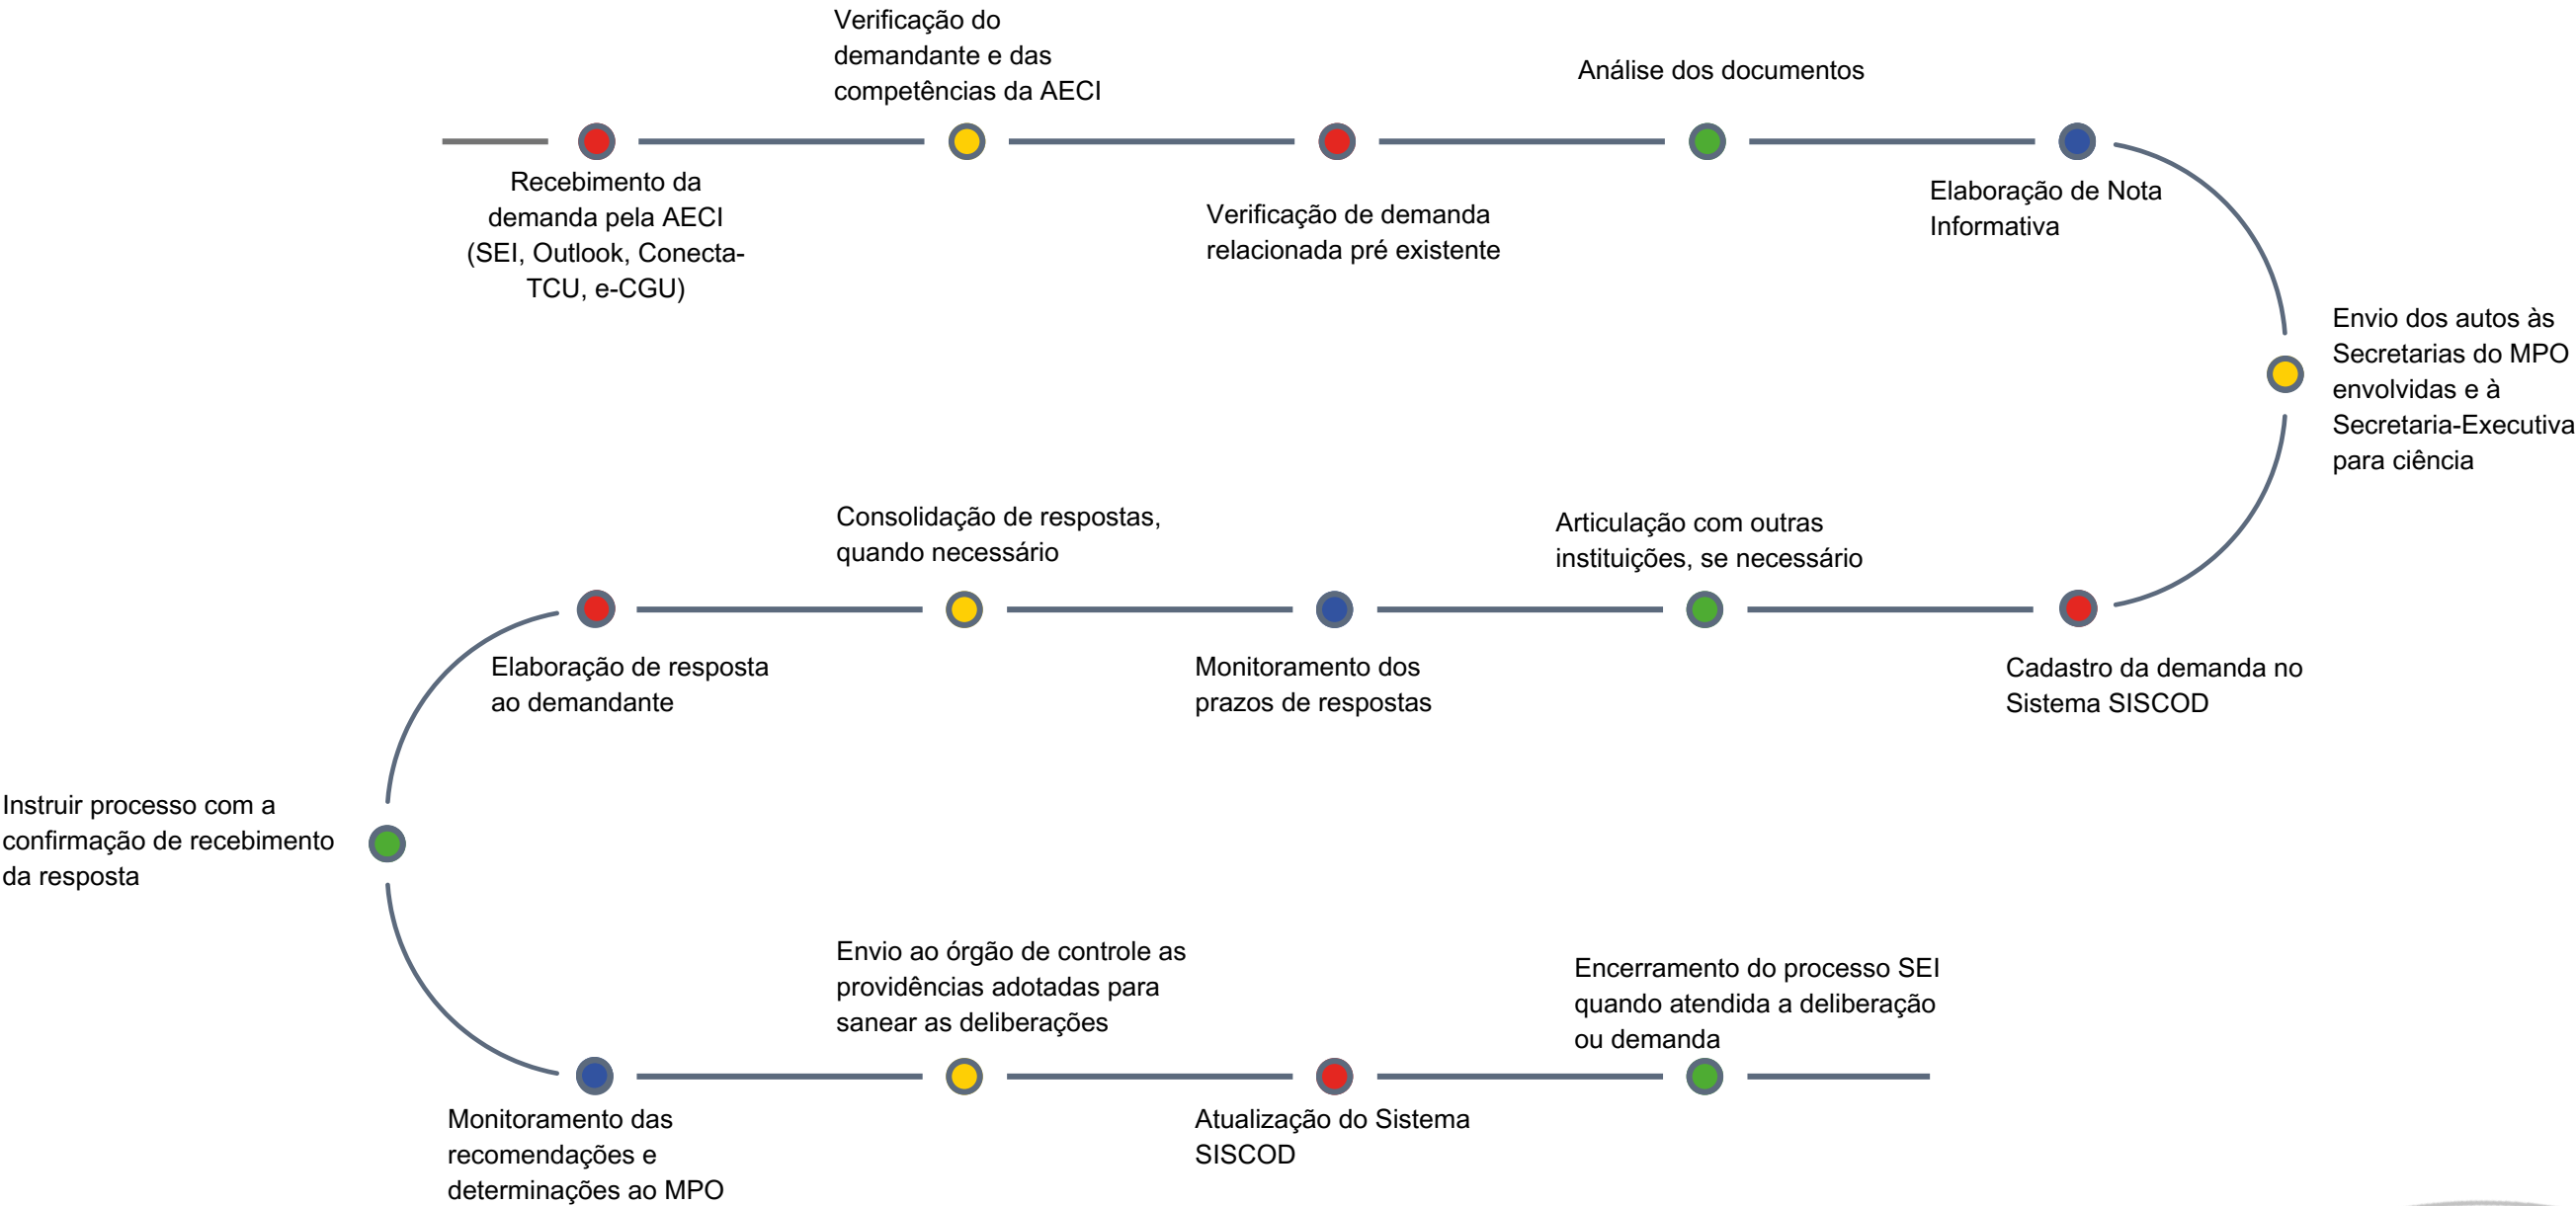 Recebimento da
demanda pela AECI
(SEI, Outlook, Conecta-
TCU, e-CGU)
Verificação do
demandante e das
competências da AECI
Verificação de demanda
relacionada pré existente
Análise dos documentos
Elaboração de Nota
Informativa
Envio dos autos às
Secretarias do MPO
envolvidas e à
Secretaria-Executiva
para ciência
Cadastro da demanda no
Sistema SISCOD
Articulação com outras
instituições, se necessário
Monitoramento dos
prazos de respostas
Consolidação de respostas,
quando necessário
Elaboração de resposta
ao demandante
Instruir processo com a
confirmação de recebimento
da resposta
Monitoramento das
recomendações e
determinações ao MPO
Envio ao órgão de controle as
providências adotadas para
sanear as deliberações
Atualização do Sistema
SISCOD
Encerramento do processo SEI
quando atendida a deliberação
ou demanda